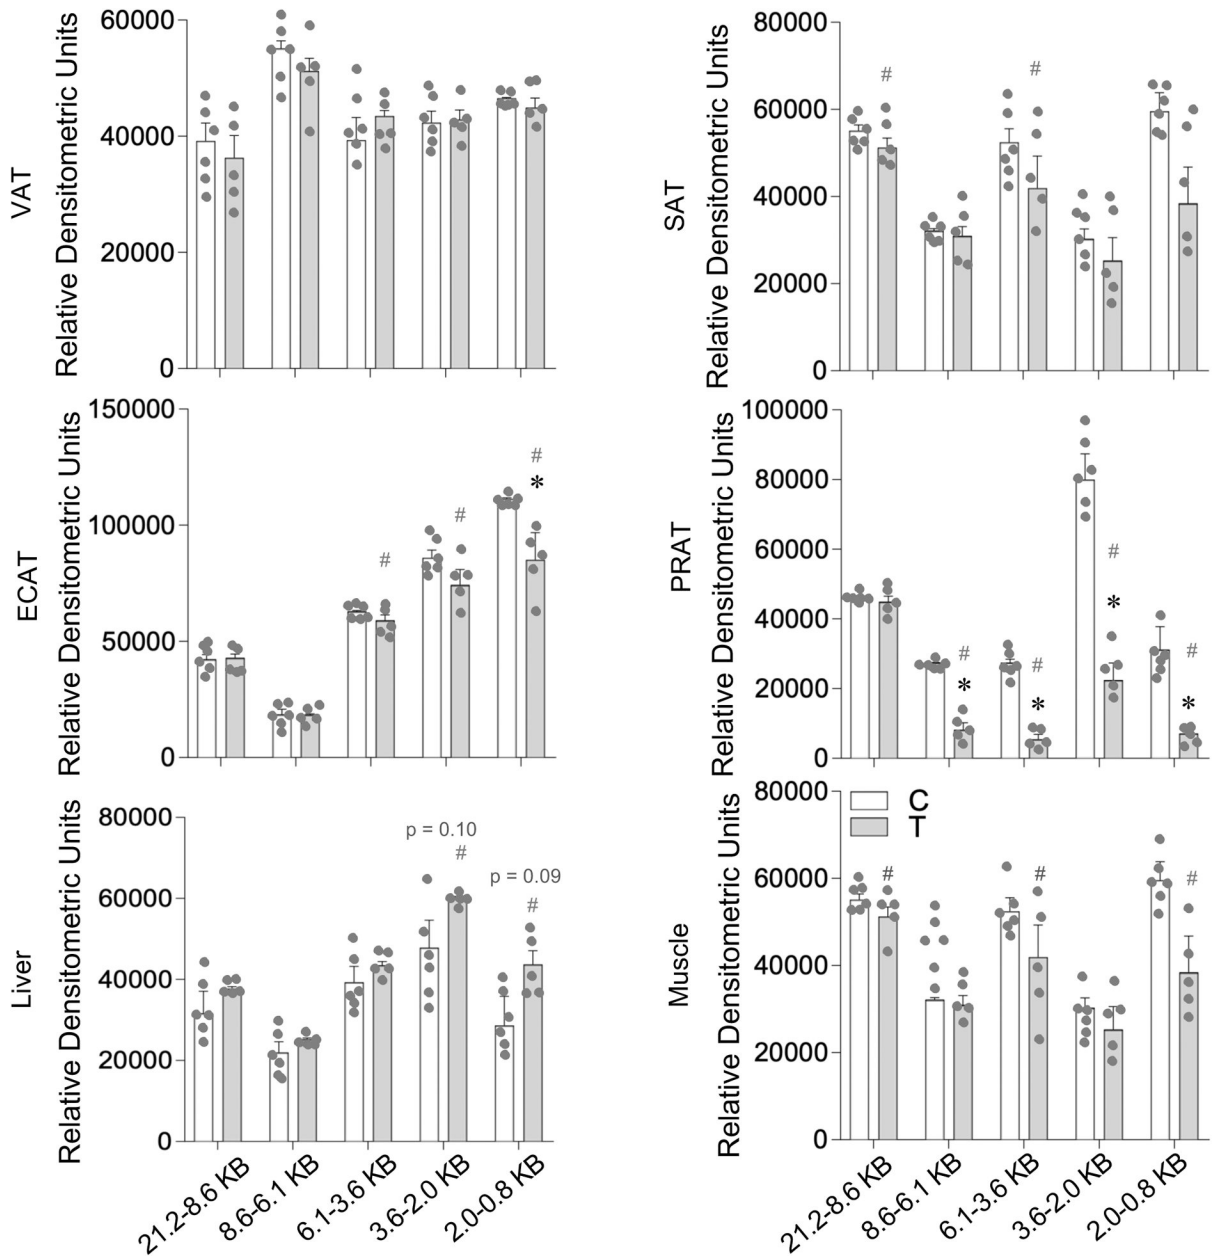 VAT
Relative Densitometric Units
60000
40000
20000
0
SAT
Relative Densitometric Units
80000
60000
40000
20000
0
#
#
ECAT
Relative Densitometric Units
150000
100000
50000
0
#
#
#
*
PRAT
Relative Densitometric Units
100000
80000
60000
40000
20000
0
#
*
#
*
#
*
#
*
Liver
Relative Densitometric Units
80000
60000
40000
20000
0
p = 0.10
#
p = 0.09
#
21.2-8.6 KB
8.6-6.1 KB
6.1-3.6 KB
3.6-2.0 KB
2.0-0.8 KB
Muscle
Relative Densitometric Units
80000
60000
40000
20000
0
C
T
#
#
#
21.2-8.6 KB
8.6-6.1 KB
6.1-3.6 KB
3.6-2.0 KB
2.0-0.8 KB